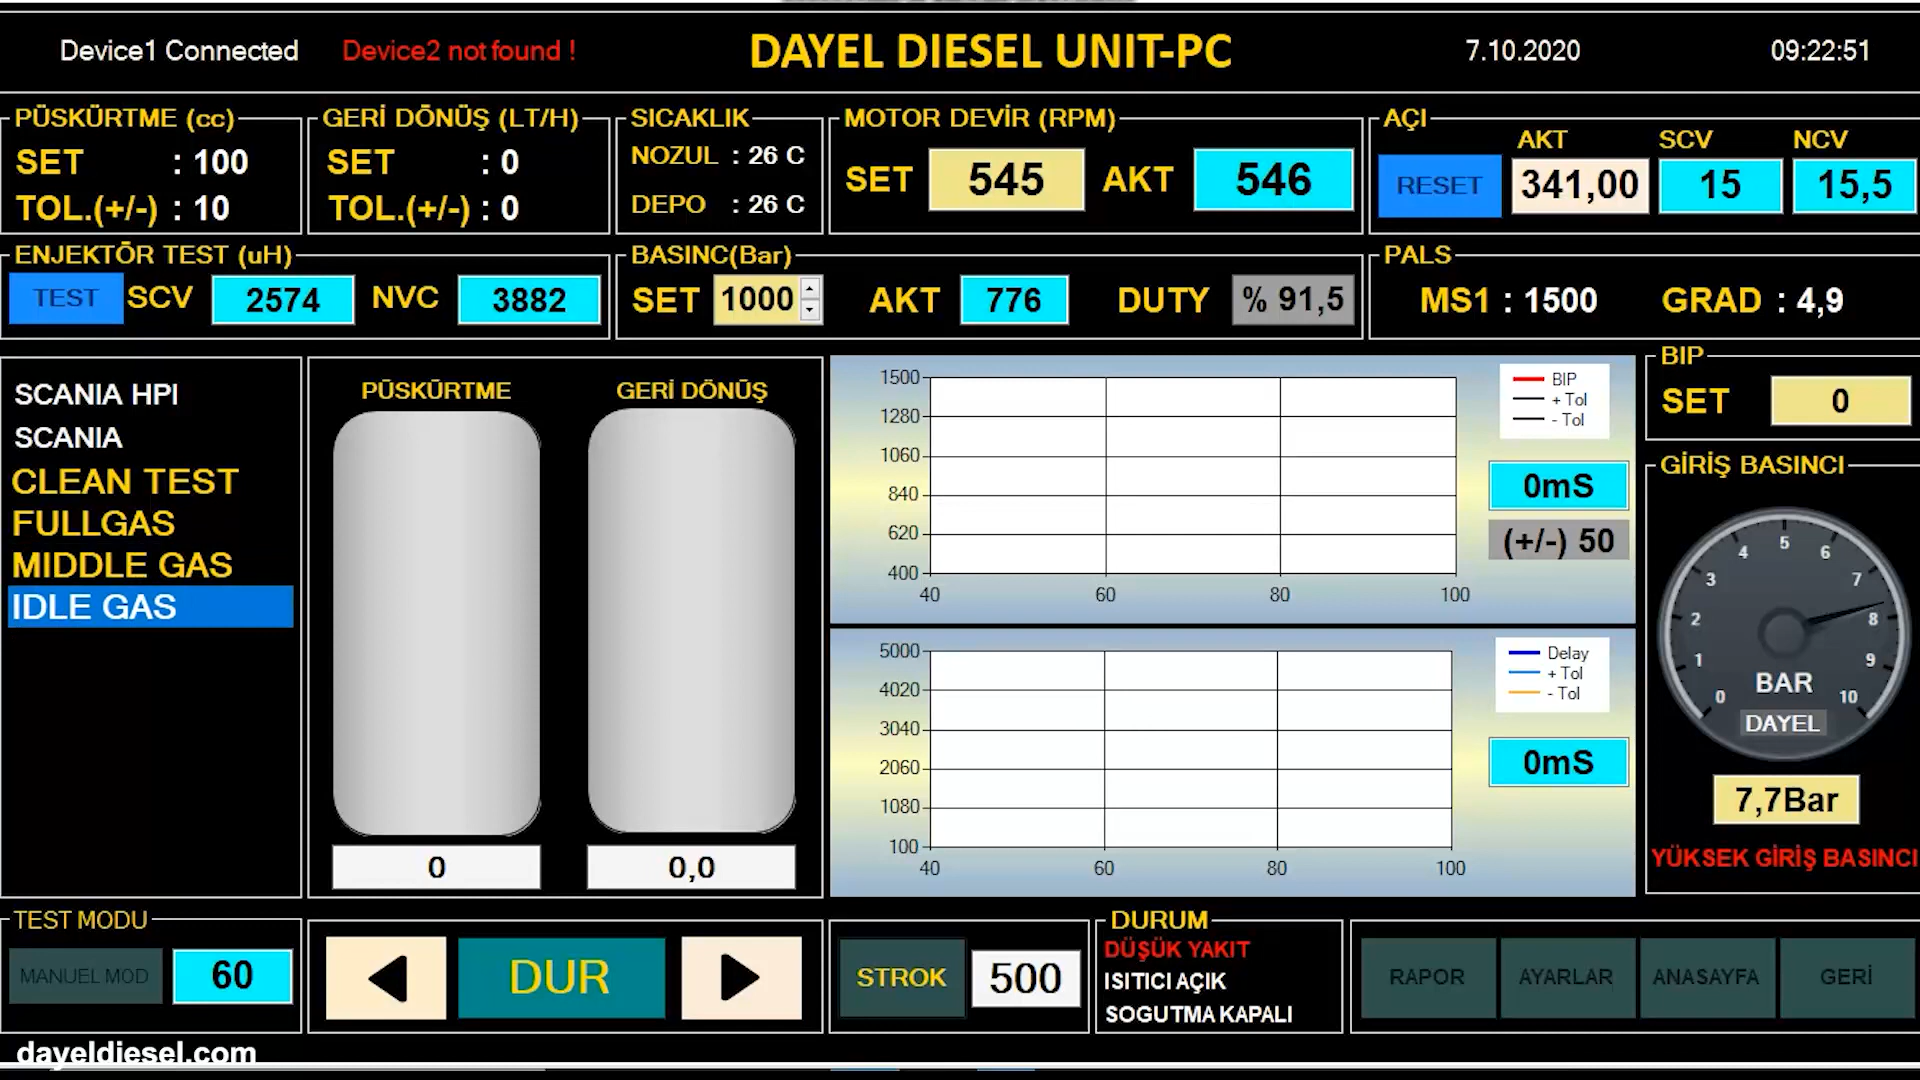 Device1 Connected
Device2 not found !
DAYEL DIESEL UNIT-PC
7.10.2020
09:22:51
PÜSKÜRTME (cc)
SET : 100
TOL.(+/-) : 10
GERİ DÖNÜŞ (LT/H)
SET : 0
TOL.(+/-) : 0
SICAKLIK
NOZUL : 26 C
DEPO : 26 C
MOTOR DEVİR (RPM)
SET 545 AKT 546
AÇI
AKT SCV NCV
RESET 341,00 15 15,5
ENJEKTÖR TEST (uH)
TEST SCV 2574 NVC 3882
BASINC(Bar)
SET 1000 AKT 776 DUTY % 91,5
PALS
MS1 : 1500 GRAD : 4,9
SCANIA HPI
SCANIA
CLEAN TEST
FULLGAS
MIDDLE GAS
IDLE GAS
PÜSKÜRTME
GERİ DÖNÜŞ
0
0,0
1500
1280
1060
840
620
400
40 60 80 100
BIP
+ Tol
- Tol
0mS
(+/-) 50
5000
4020
3040
2060
1080
100
40 60 80 100
Delay
+ Tol
- Tol
0mS
BIP
SET 0
GİRİŞ BASINCI
0 1 2 3 4 5 6 7 8 9 10
BAR
DAYEL
7,7Bar
YÜKSEK GİRİŞ BASINCI
TEST MODU
MANUEL MOD 60
DUR
STROK 500
DURUM
DÜŞÜK YAKIT
ISITICI AÇIK
SOGUTMA KAPALI
RAPOR AYARLAR ANASAYFA GERİ
dayeldiesel.com